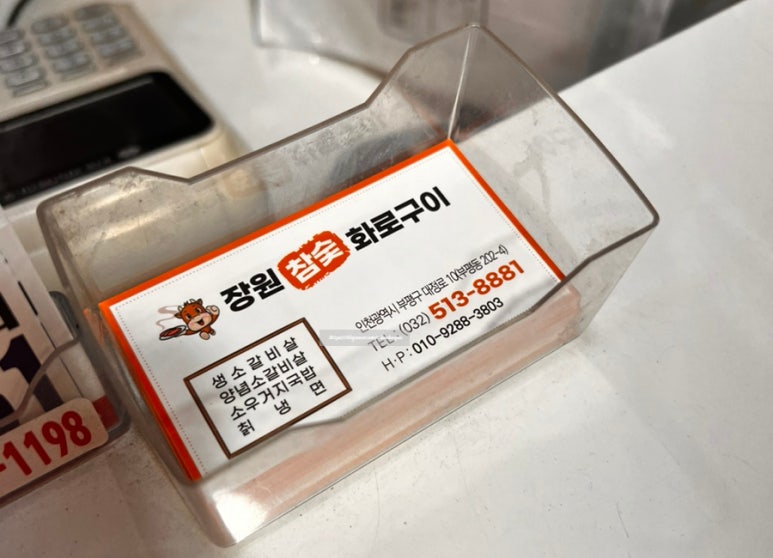 장원 참숯 화로구이
인천광역시 부평구 대정로 10(부평동 202-4)
TEL : (032) 513-8881
H·P : 010-9288-3803
생소갈비살
양념소갈비살
소우거지국밥
칡냉면
-1198